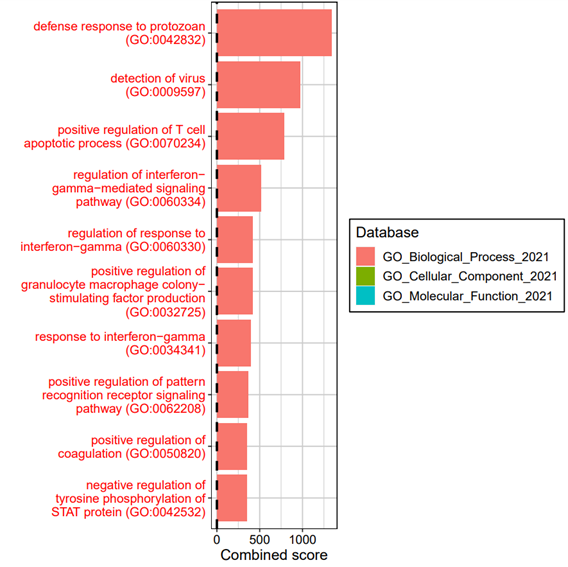 defense response to protozoan
(GO:0042832)
detection of virus
(GO:0009597)
positive regulation of T cell
apoptotic process (GO:0070234)
regulation of interferon−
gamma−mediated signaling
pathway (GO:0060334)
regulation of response to
interferon−gamma (GO:0060330)
positive regulation of
granulocyte macrophage colony−
stimulating factor production
(GO:0032725)
response to interferon−gamma
(GO:0034341)
positive regulation of pattern
recognition receptor signaling
pathway (GO:0062208)
positive regulation of
coagulation (GO:0050820)
negative regulation of
tyrosine phosphorylation of
STAT protein (GO:0042532)
0 500 1000
Combined score
Database
GO_Biological_Process_2021
GO_Cellular_Component_2021
GO_Molecular_Function_2021